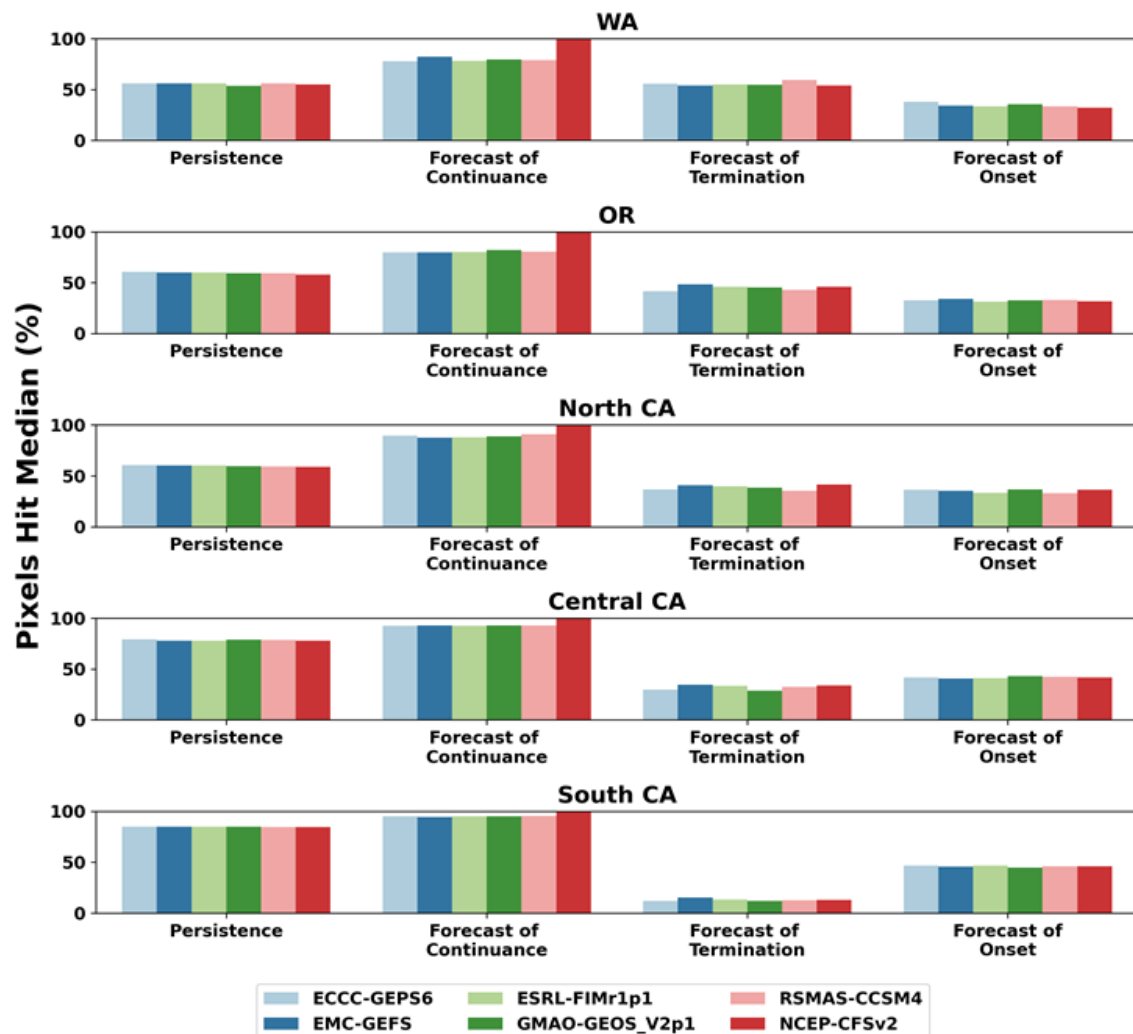 WA
100
50
0
Persistence
Forecast of
Continuance
Forecast of
Termination
Forecast of
Onset
OR
100
50
0
Persistence
Forecast of
Continuance
Forecast of
Termination
Forecast of
Onset
North CA
100
50
0
Persistence
Forecast of
Continuance
Forecast of
Termination
Forecast of
Onset
Central CA
100
50
0
Persistence
Forecast of
Continuance
Forecast of
Termination
Forecast of
Onset
South CA
100
50
0
Persistence
Forecast of
Continuance
Forecast of
Termination
Forecast of
Onset
Pixels Hit Median (%)
ECCC-GEPS6
ESRL-FIMr1p1
RSMAS-CCSM4
EMC-GEFS
GMAO-GEOS_V2p1
NCEP-CFSv2